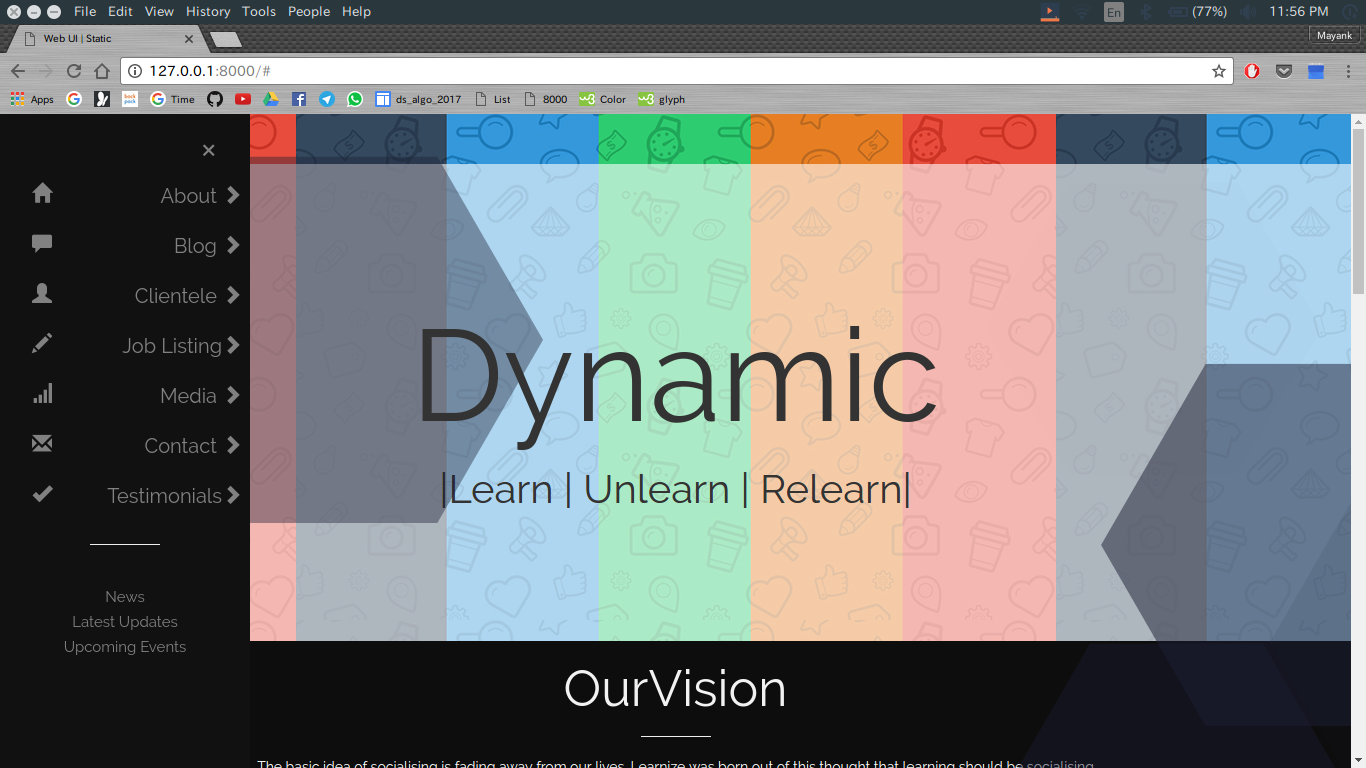 File Edit View History Tools People Help
En (77%) 11:56 PM
Web UI | Static
Mayank
127.0.0.1:8000/#
Apps Time ds_algo_2017 List 8000 Color glyph
About
Blog
Clientele
Job Listing
Media
Contact
Testimonials
News
Latest Updates
Upcoming Events
Dynamic
|Learn | Unlearn | Relearn|
OurVision
The basic idea of socialising is fading away from our lives. Learnize was born out of this thought that learning should be socialising